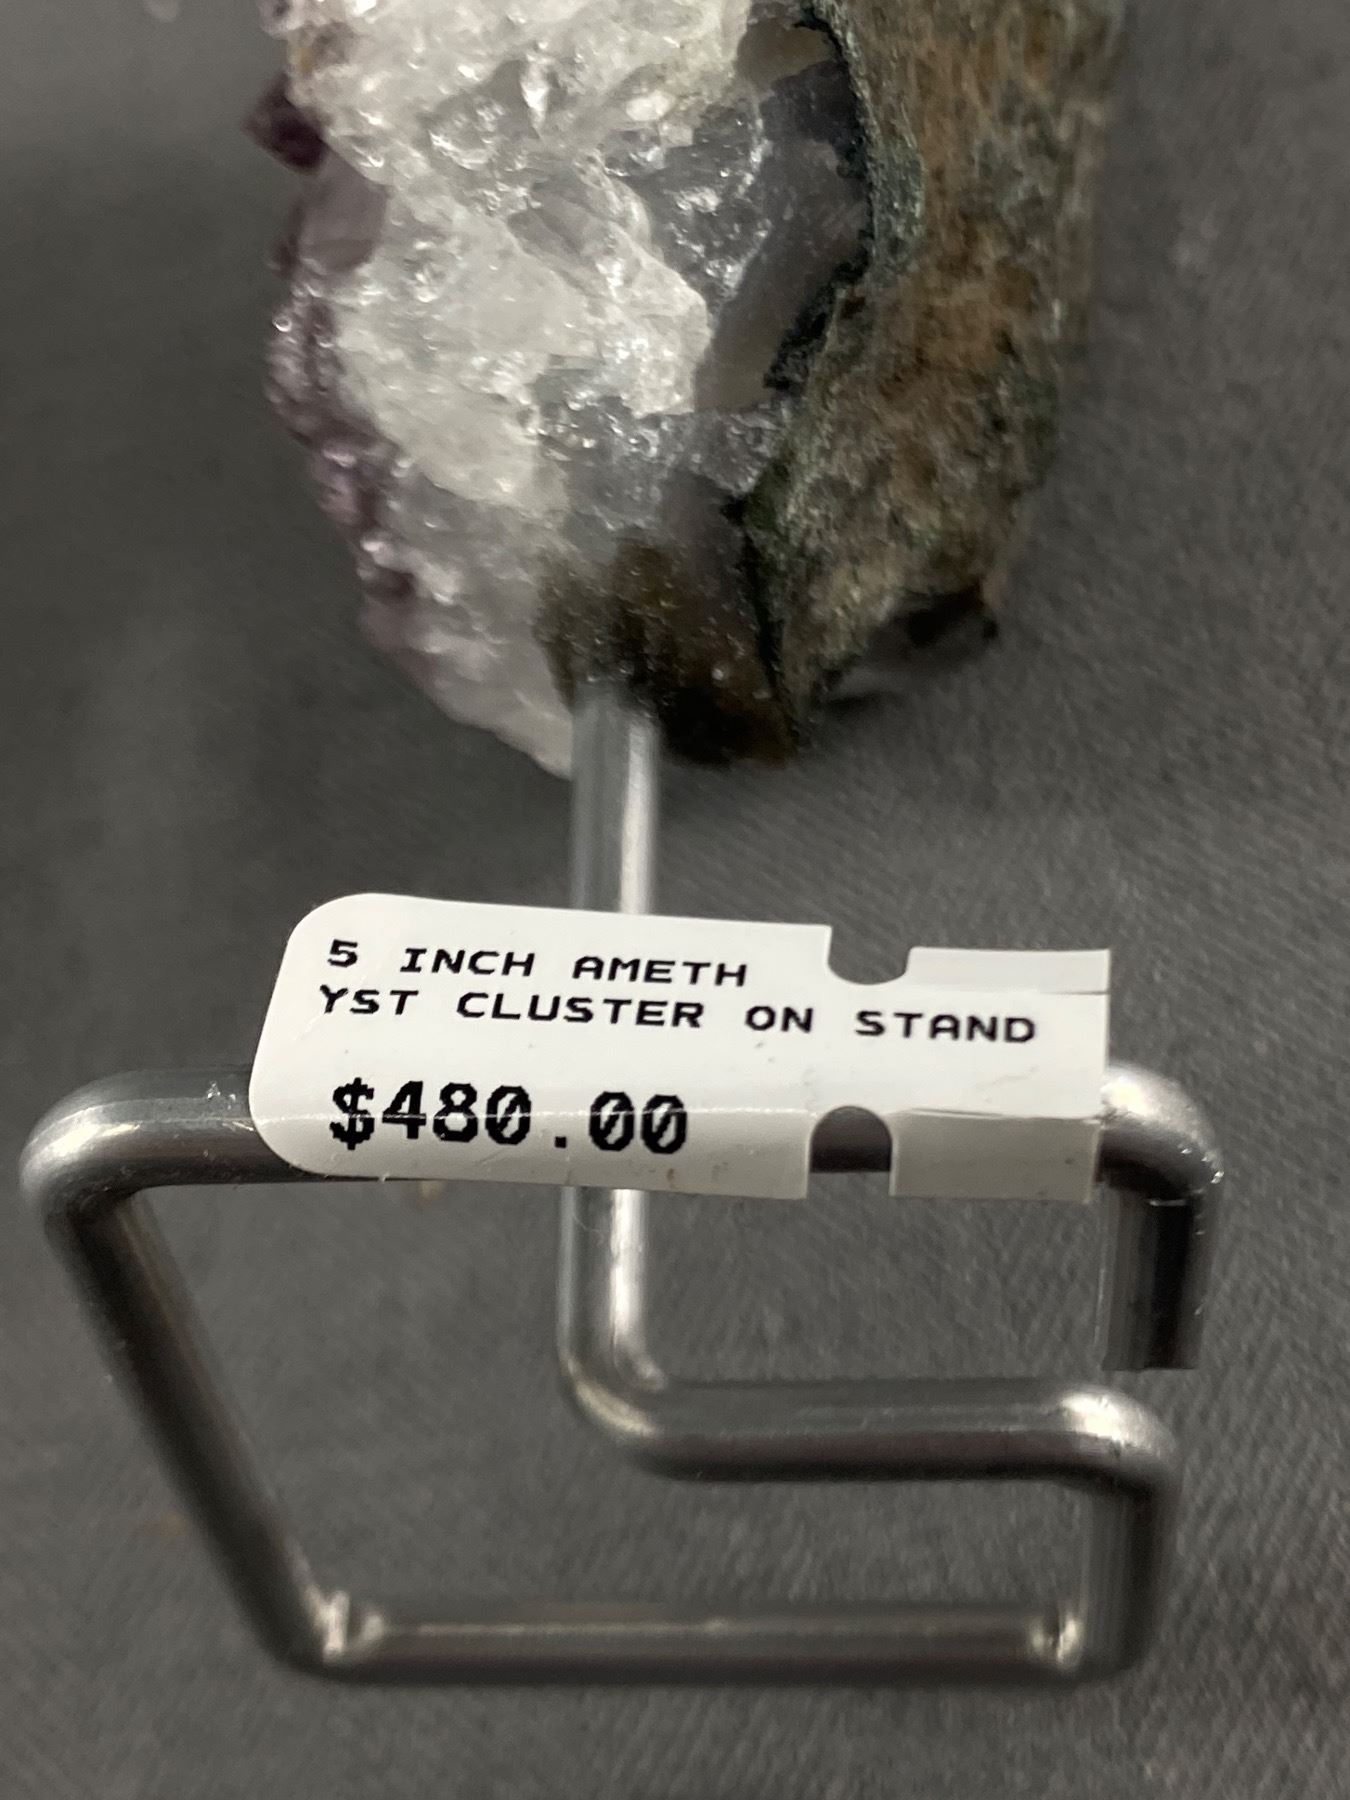 5 INCH AMETH
YST CLUSTER ON STAND
$480.00